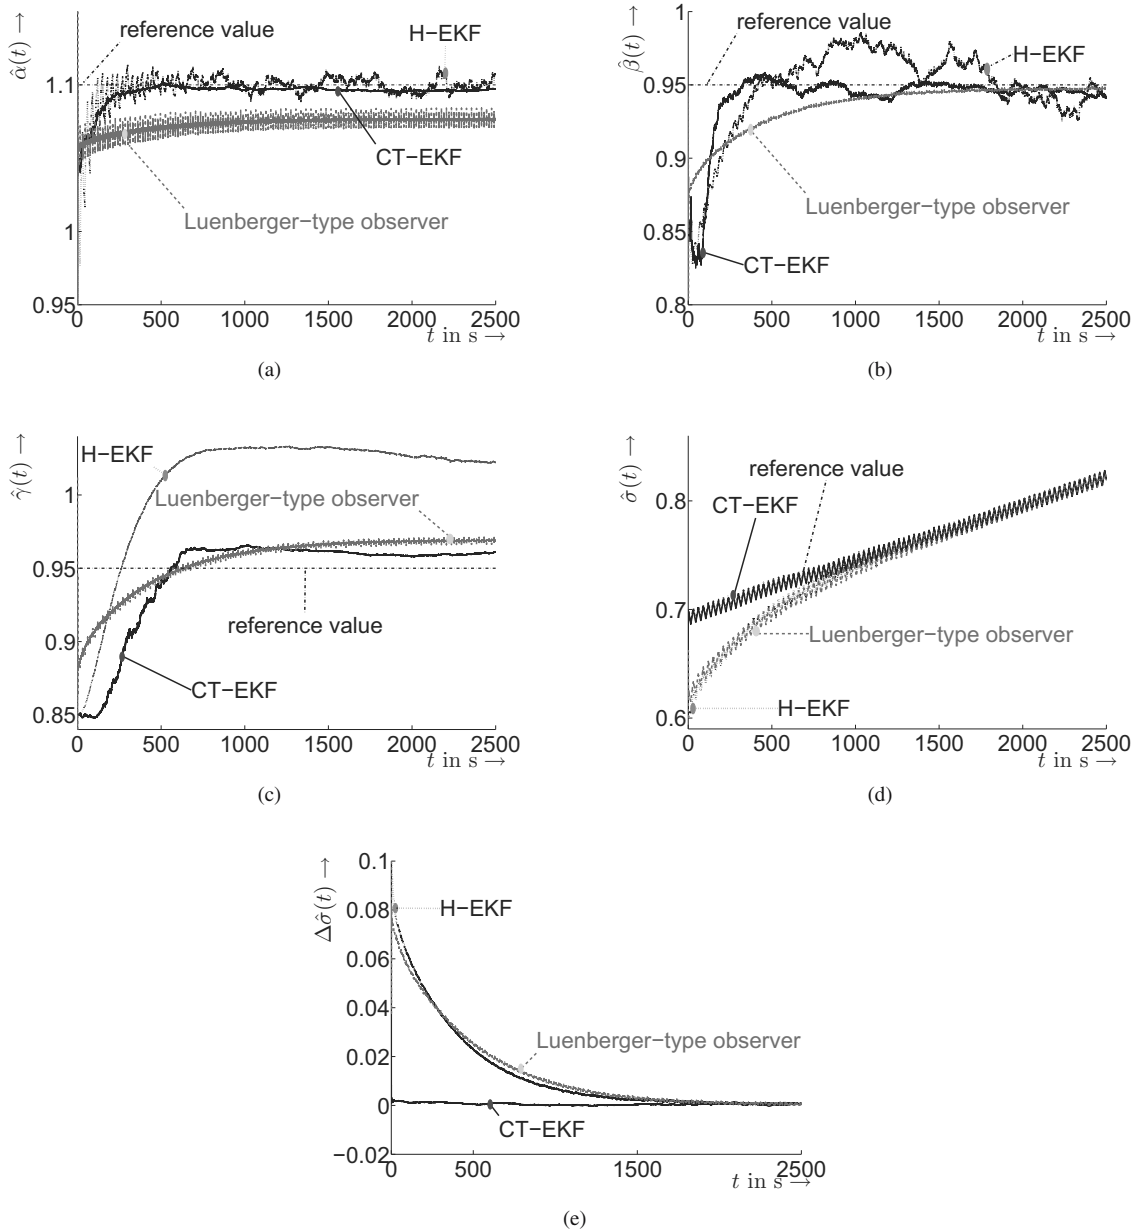 α̂(t) →
reference value
H−EKF
1.1
CT−EKF
Luenberger−type observer
1
0.95
0 500 1000 1500 2000 2500
t in s →
(a)
β̂(t) →
1
reference value
H−EKF
0.95
0.9
Luenberger−type observer
0.85
CT−EKF
0.8
0 500 1000 1500 2000 2500
t in s →
(b)
γ̂(t) →
H−EKF
1
Luenberger−type observer
0.95
reference value
0.9
CT−EKF
0.85
0 500 1000 1500 2000 2500
t in s →
(c)
σ̂(t) →
reference value
0.8
CT−EKF
0.7
Luenberger−type observer
H−EKF
0.6
0 500 1000 1500 2000 2500
t in s →
(d)
Δσ̂(t) →
0.1
H−EKF
0.08
0.06
0.04
Luenberger−type observer
0.02
0
CT−EKF
−0.02
0 500 1500 2500
t in s →
(e)